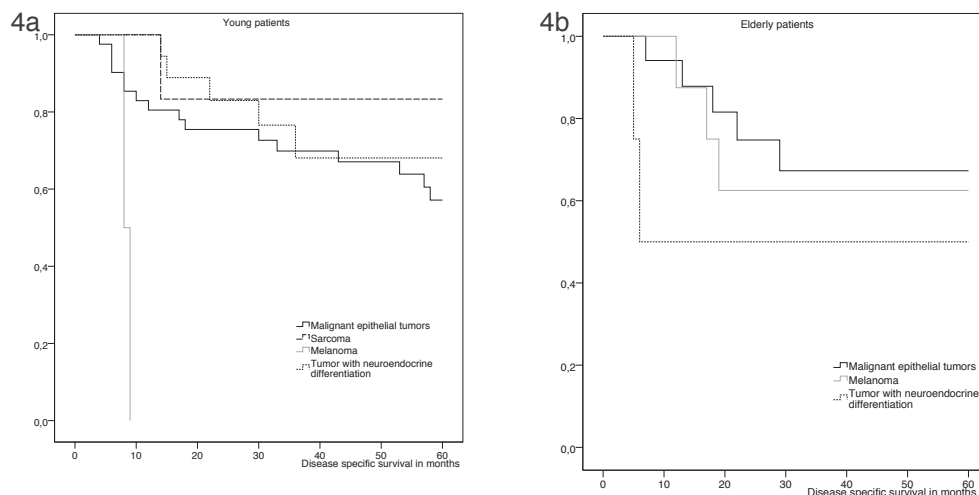 4a
Young patients
1,0
0,8
0,6
0,4
0,2
0,0
Malignant epithelial tumors
Sarcoma
Melanoma
Tumor with neuroendocrine
differentiation
0 10 20 30 40 50 60
Disease specific survival in months
4b
Elderly patients
1,0
0,8
0,6
0,4
0,2
0,0
Malignant epithelial tumors
Melanoma
Tumor with neuroendocrine
differentiation
0 10 20 30 40 50 60
Disease specific survival in months